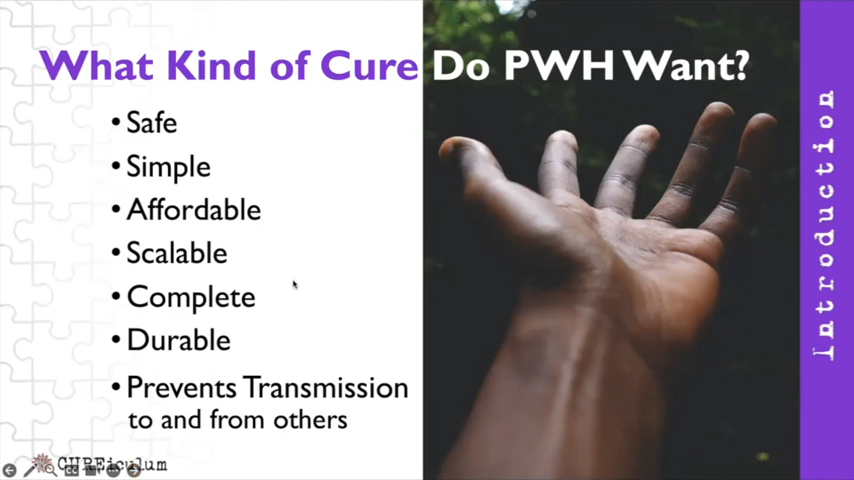 What Kind of Cure Do PWH Want?
• Safe
• Simple
• Affordable
• Scalable
• Complete
• Durable
• Prevents Transmission
to and from others
CUREiculum
Introduction